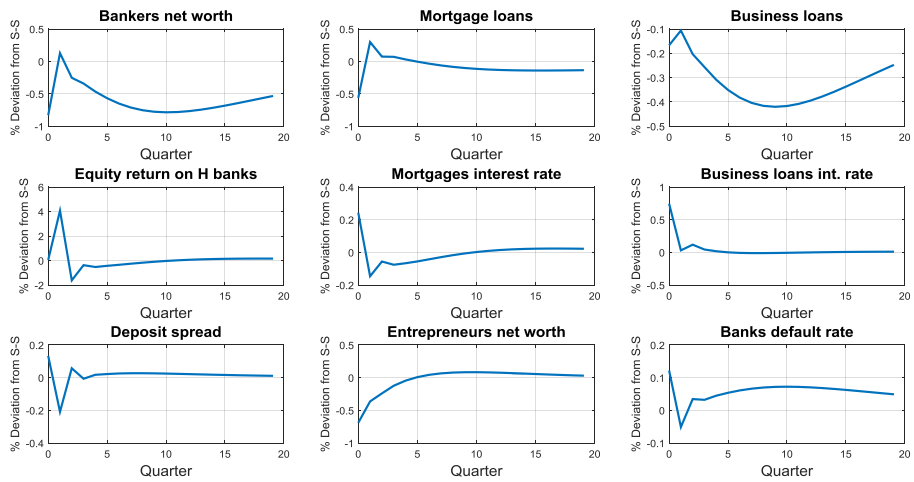 Bankers net worth
% Deviation from S-S
0.5
0
-0.5
-1
0 5 10 15 20
Quarter
Mortgage loans
% Deviation from S-S
0.5
0
-0.5
-1
0 5 10 15 20
Quarter
Business loans
% Deviation from S-S
-0.1
-0.2
-0.3
-0.4
-0.5
0 5 10 15 20
Quarter
Equity return on H banks
% Deviation from S-S
6
4
2
0
-2
0 5 10 15 20
Quarter
Mortgages interest rate
% Deviation from S-S
0.4
0.2
0
-0.2
0 5 10 15 20
Quarter
Business loans int. rate
% Deviation from S-S
1
0.5
0
-0.5
0 5 10 15 20
Quarter
Deposit spread
% Deviation from S-S
0.2
0
-0.2
-0.4
0 5 10 15 20
Quarter
Entrepreneurs net worth
% Deviation from S-S
0.5
0
-0.5
-1
0 5 10 15 20
Quarter
Banks default rate
% Deviation from S-S
0.2
0.1
0
-0.1
0 5 10 15 20
Quarter